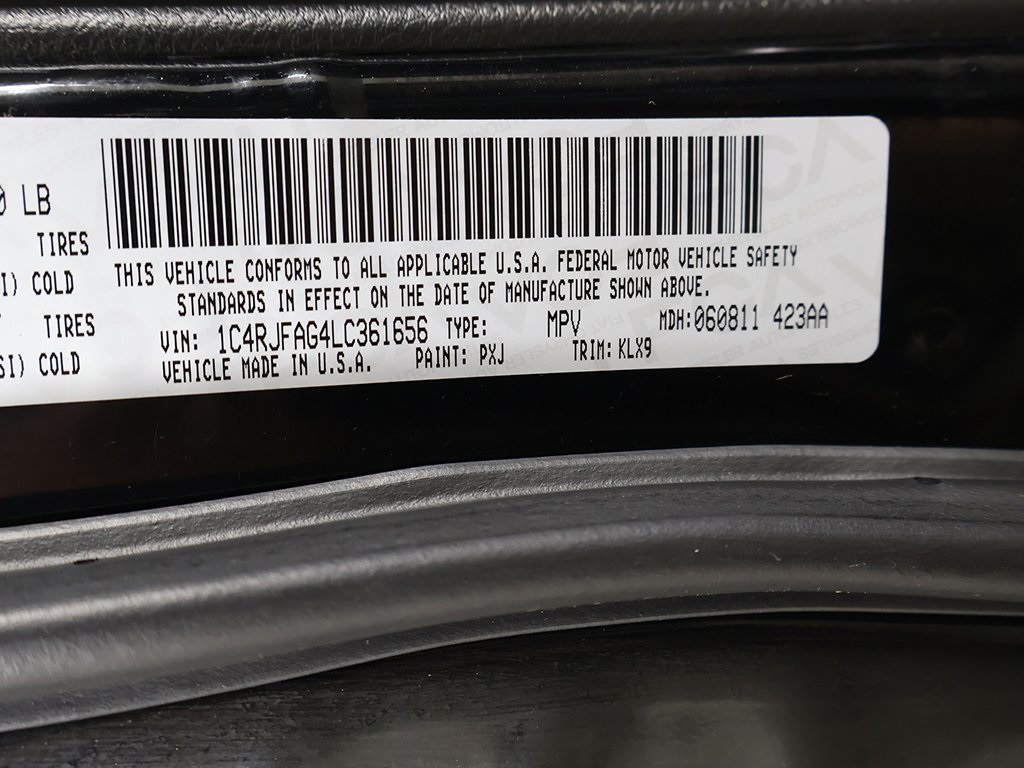 0 LB
TIRES
I) COLD
TIRES
SI) COLD
THIS VEHICLE CONFORMS TO ALL APPLICABLE U.S.A. FEDERAL MOTOR VEHICLE SAFETY
STANDARDS IN EFFECT ON THE DATE OF MANUFACTURE SHOWN ABOVE.
VIN: 1C4RJFAG4LC361656 TYPE: MPV MDH:060811 423AA
VEHICLE MADE IN U.S.A. PAINT: PXJ TRIM: KLX9